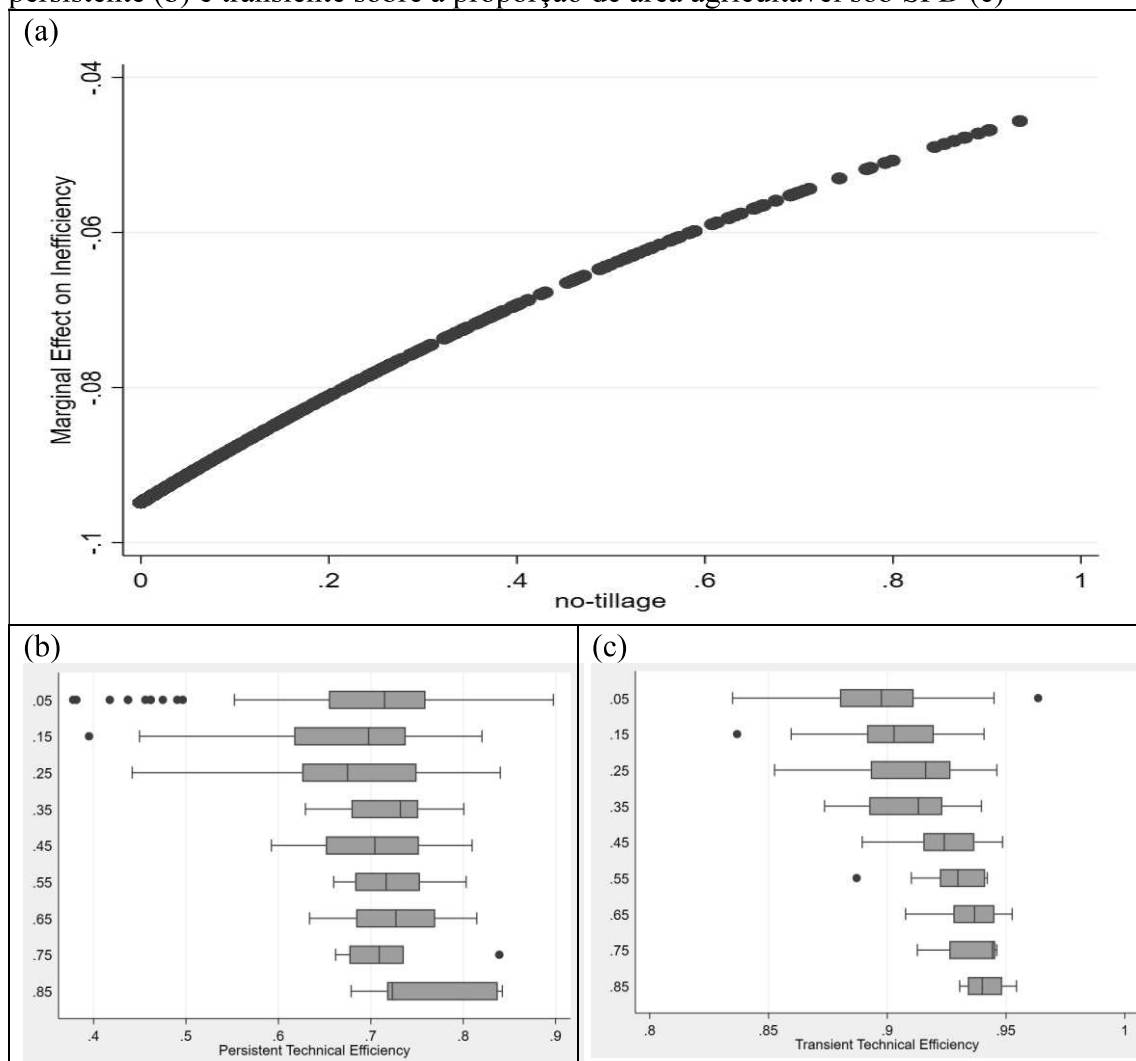 persistente (b) e transiente sobre a proporção de área agricultável sob SPD (c)
(a)
-.04
-.06
-.08
-.1
Marginal Effect on Inefficiency
0 .2 .4 .6 .8 1
no-tillage
(b)
.05
.15
.25
.35
.45
.55
.65
.75
.85
.4 .5 .6 .7 .8 .9
Persistent Technical Efficiency
(c)
.05
.15
.25
.35
.45
.55
.65
.75
.85
.8 .85 .9 .95 1
Transient Technical Efficiency